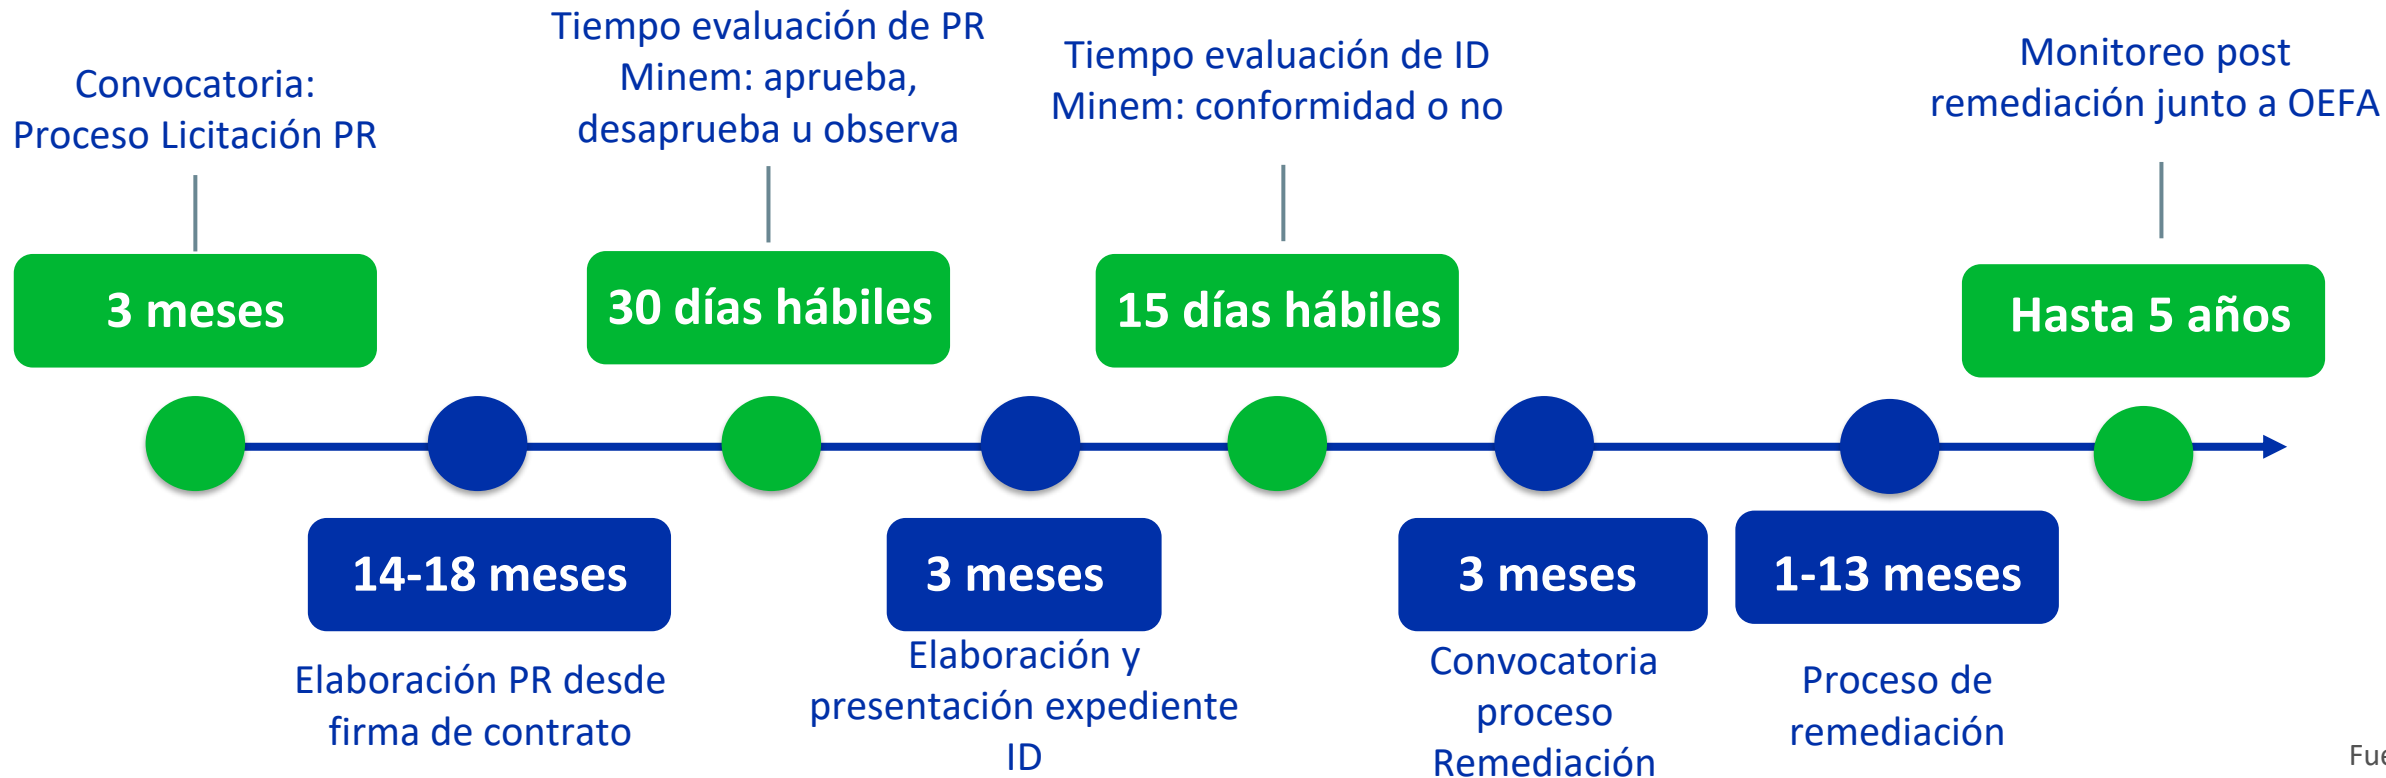 Convocatoria:
Proceso Licitación PR
3 meses
14-18 meses
Elaboración PR desde
firma de contrato
Tiempo evaluación de PR
Minem: aprueba,
desaprueba u observa
30 días hábiles
3 meses
Elaboración y
presentación expediente
ID
Tiempo evaluación de ID
Minem: conformidad o no
15 días hábiles
3 meses
Convocatoria
proceso
Remediación
1-13 meses
Proceso de
remediación
Monitoreo post
remediación junto a OEFA
Hasta 5 años